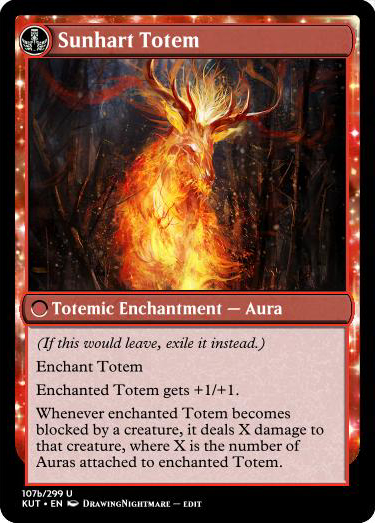 Sunhart Totem
Totemic Enchantment — Aura
(If this would leave, exile it instead.)
Enchant Totem
Enchanted Totem gets +1/+1.
Whenever enchanted Totem becomes
blocked by a creature, it deals X damage to
that creature, where X is the number of
Auras attached to enchanted Totem.
107b/299 U
KUT • EN DrawingNightmare — edit